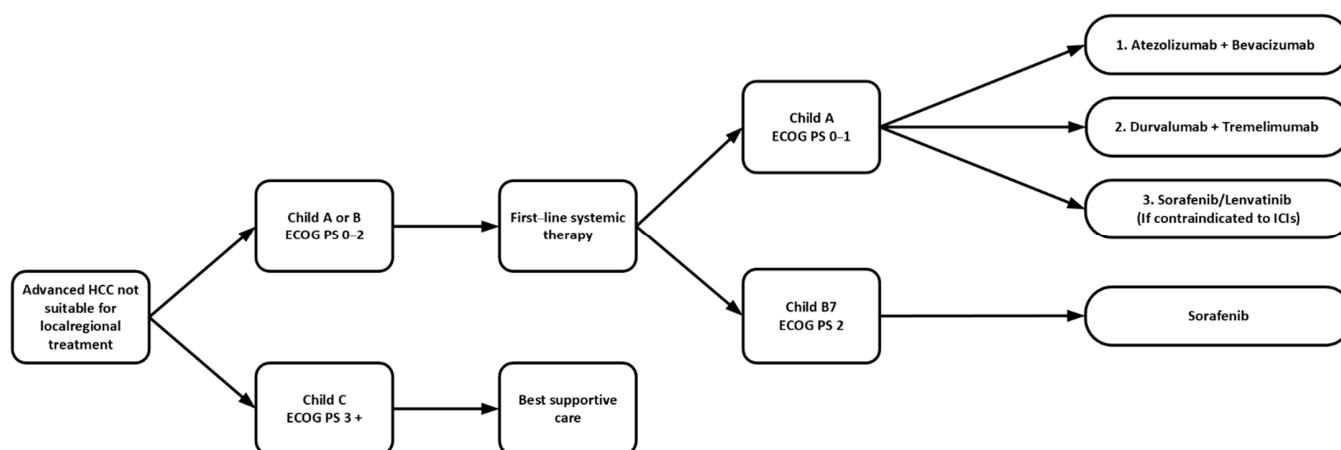 Advanced HCC not
suitable for
localregional
treatment
Child A or B
ECOG PS 0–2
Child C
ECOG PS 3 +
First–line systemic
therapy
Best supportive
care
Child A
ECOG PS 0–1
Child B7
ECOG PS 2
1. Atezolizumab + Bevacizumab
2. Durvalumab + Tremelimumab
3. Sorafenib/Lenvatinib
(If contraindicated to ICIs)
Sorafenib